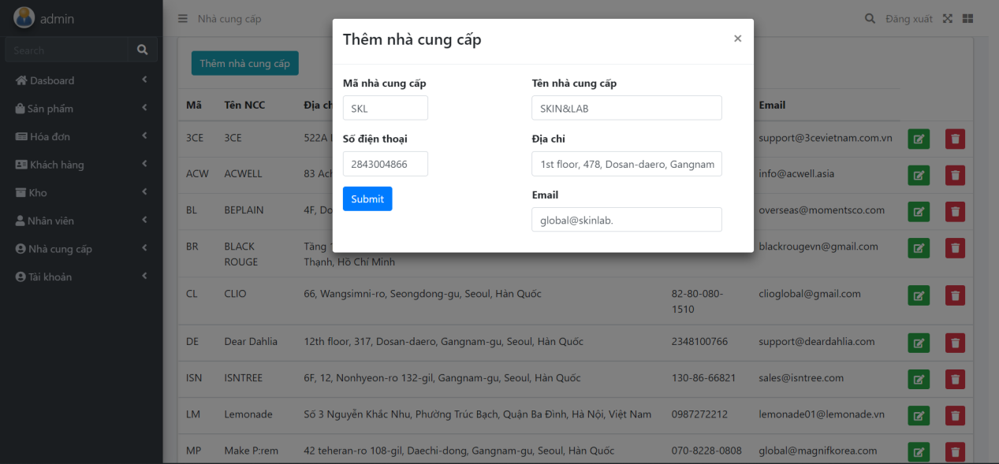 admin
Nhà cung cấp
Đăng xuất
Search
Dasboard
Sản phẩm
Hóa đơn
Khách hàng
Kho
Nhân viên
Nhà cung cấp
Tài khoản
Thêm nhà cung cấp
Thêm nhà cung cấp
×
Mã nhà cung cấp
Tên nhà cung cấp
SKL
SKIN&LAB
Số điện thoại
Địa chỉ
2843004866
1st floor, 478, Dosan-daero, Gangnam
Submit
Email
global@skinlab.
Mã Tên NCC Địa ch Email
3CE 3CE 522A support@3cevietnam.com.vn
ACW ACWELL 83 Ach info@acwell.asia
BL BEPLAIN 4F, Do overseas@momentsco.com
BR BLACK Tầng blackrougevn@gmail.com
ROUGE Thạnh, Hồ Chí Minh
CL CLIO 66, Wangsimni-ro, Seongdong-gu, Seoul, Hàn Quốc 82-80-080- clioglobal@gmail.com
1510
DE Dear Dahlia 12th floor, 317, Dosan-daero, Gangnam-gu, Seoul, Hàn Quốc 2348100766 support@deardahlia.com
ISN ISNTREE 6F, 12, Nonhyeon-ro 132-gil, Gangnam-gu, Seoul, Hàn Quốc 130-86-66821 sales@isntree.com
LM Lemonade Số 3 Nguyễn Khắc Nhu, Phường Trúc Bạch, Quận Ba Đình, Hà Nội, Việt Nam 0987272212 lemonade01@lemonade.vn
MP Make P:rem 42 teheran-ro 108-gil, Daechi-dong, Gangnam-gu, Seoul, Hàn Quốc 070-8228-0808 global@magnifkorea.com